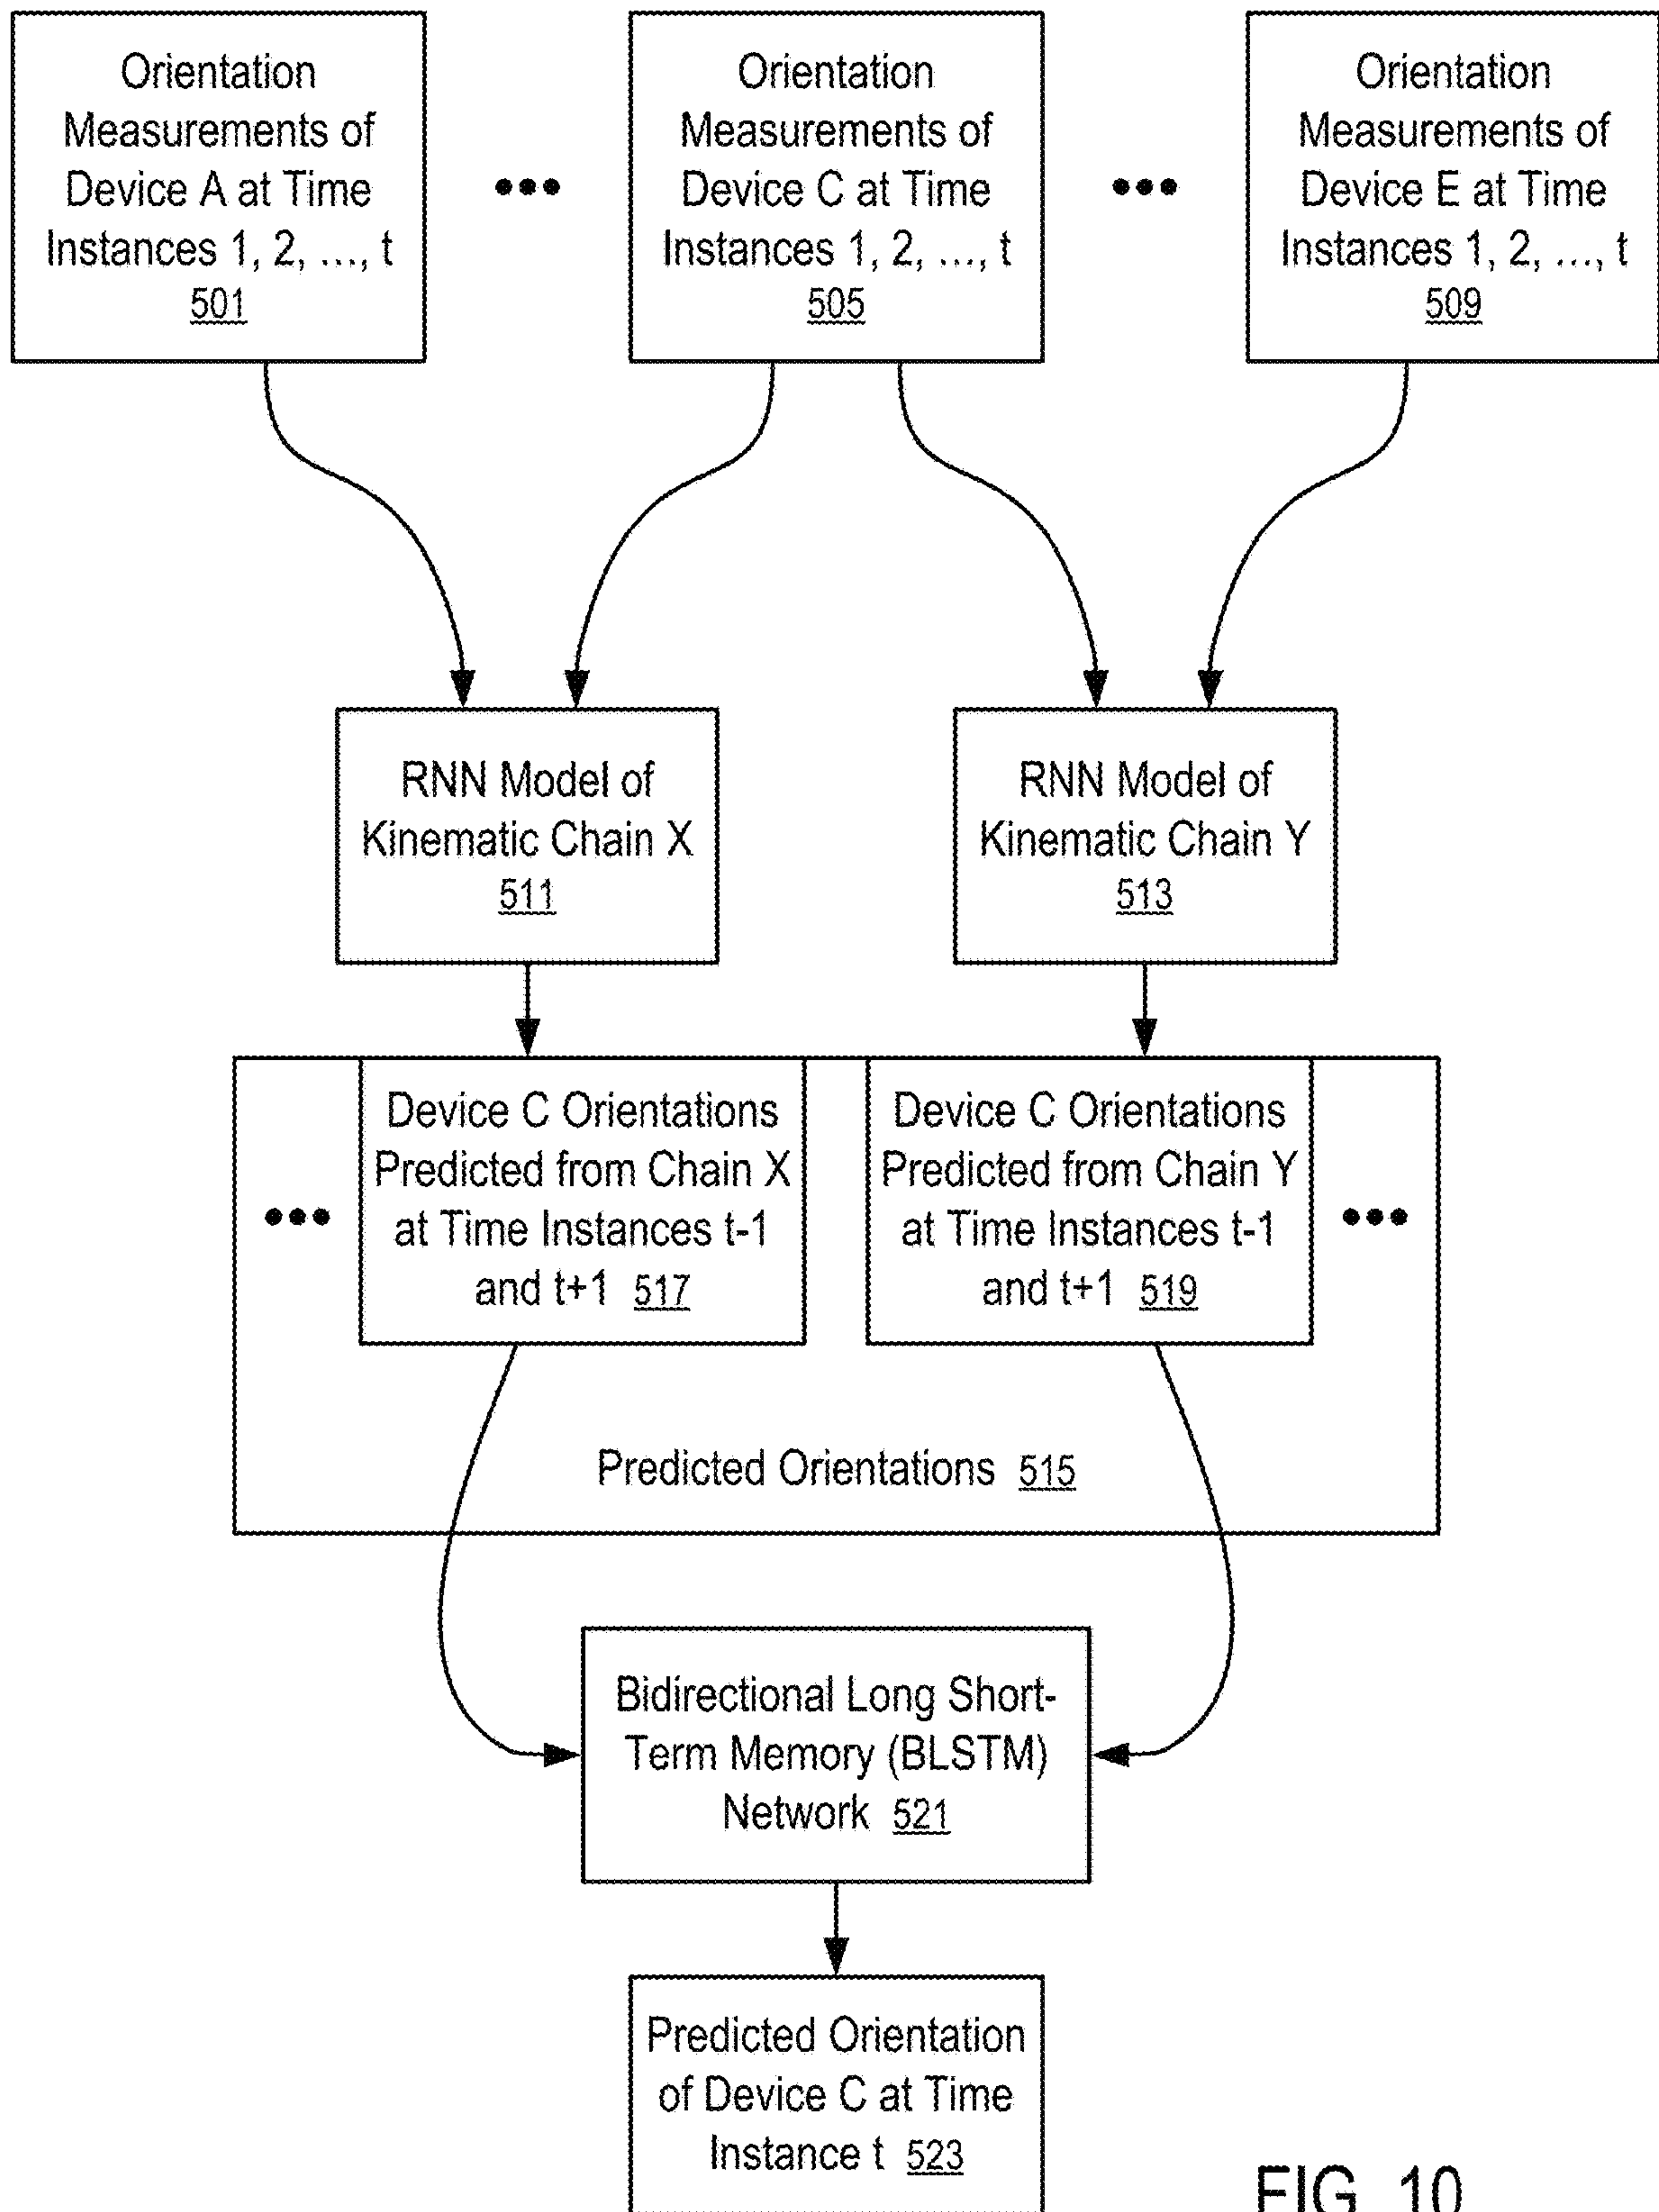 Orientation
Measurements of
Device A at Time
Instances 1, 2, ..., t
501
•••
Orientation
Measurements of
Device C at Time
Instances 1, 2, ..., t
505
•••
Orientation
Measurements of
Device E at Time
Instances 1, 2, ..., t
509
RNN Model of
Kinematic Chain X
511
RNN Model of
Kinematic Chain Y
513
•••
Device C Orientations
Predicted from Chain X
at Time Instances t-1
and t+1 517
Device C Orientations
Predicted from Chain Y
at Time Instances t-1
and t+1 519
•••
Predicted Orientations 515
Bidirectional Long Short-
Term Memory (BLSTM)
Network 521
Predicted Orientation
of Device C at Time
Instance t 523
FIG. 10